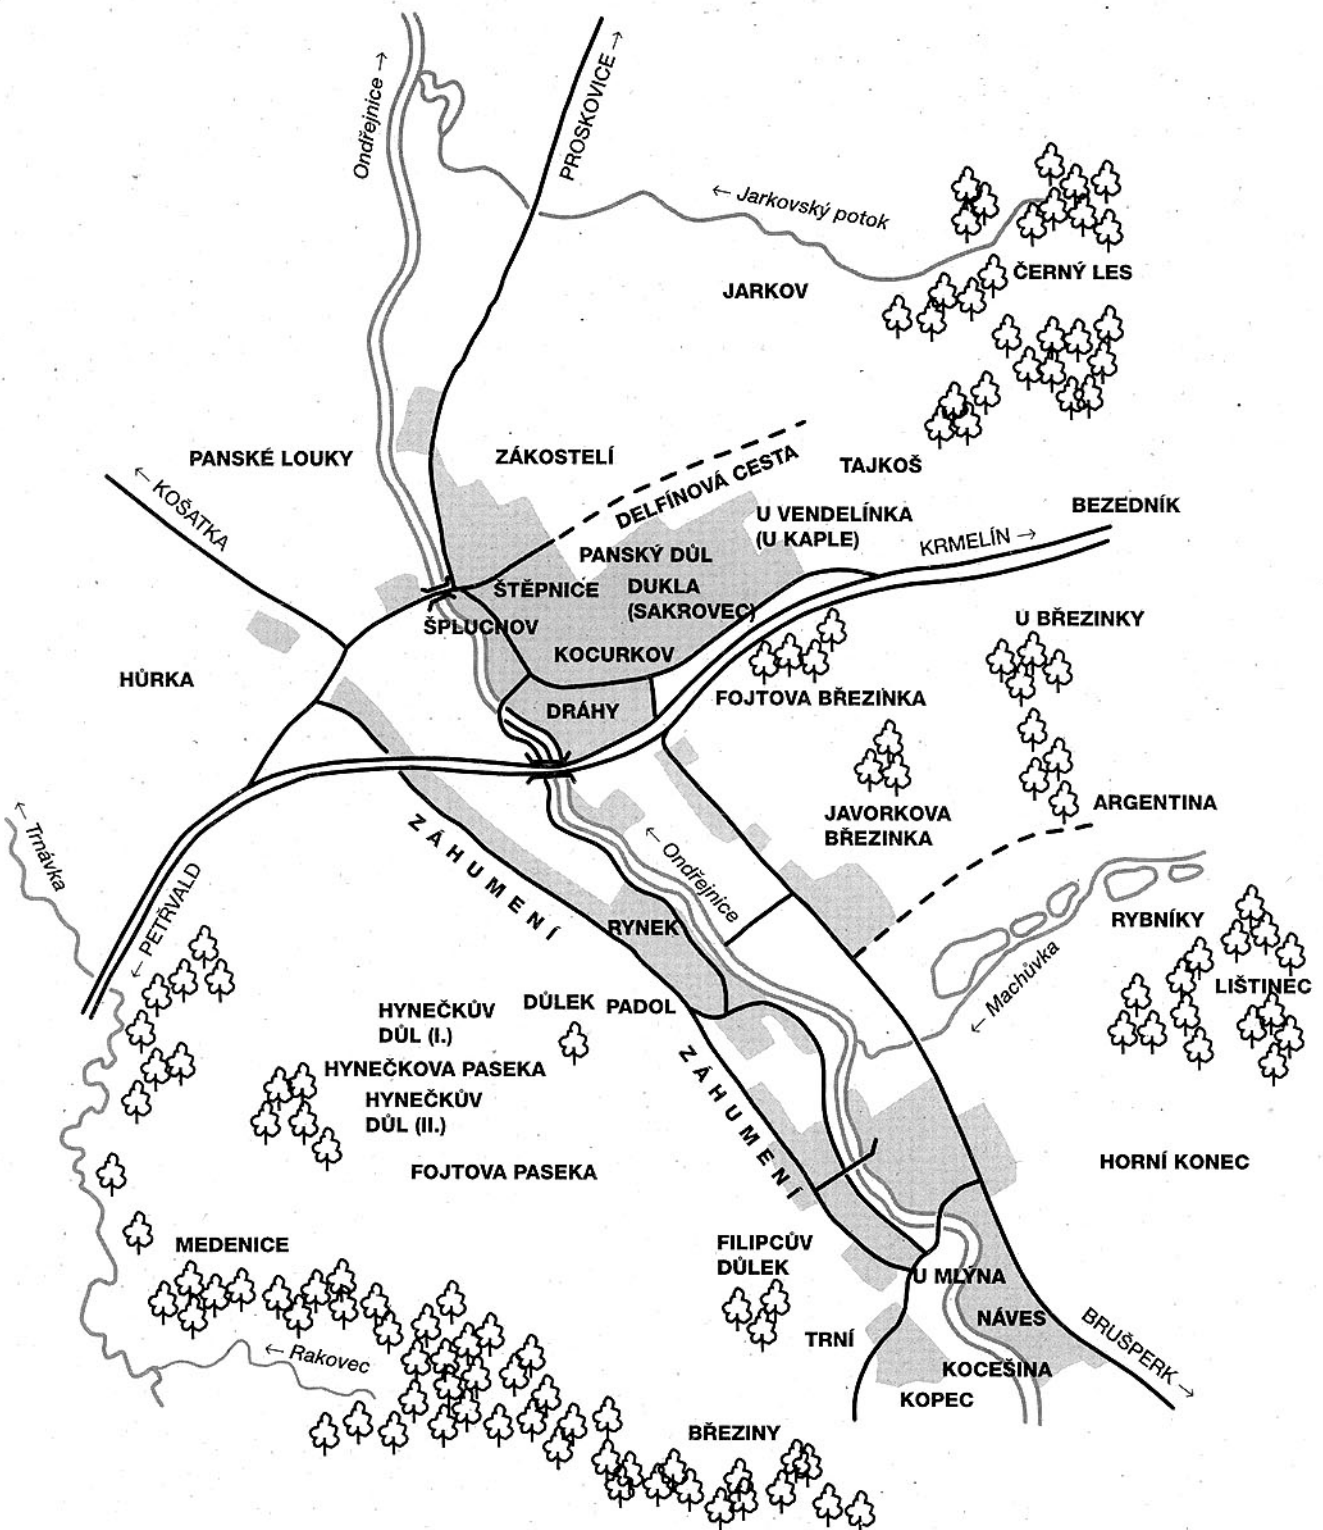 Ondřejnice →
PROSKOVICE →
← Jarkovský potok
ČERNÝ LES
JARKOV
PANSKÉ LOUKY
ZÁKOSTELÍ
TAJKOŠ
← KOŠATKA
DELFÍNOVÁ CESTA
U VENDELÍNKA
(U KAPLE)
BEZEDNÍK
KRMELÍN →
PANSKÝ DŮL
ŠTĚPNICE
DUKLA
(SAKROVEC)
ŠPLUCHOV
U BŘEZINKY
KOCURKOV
HŮRKA
FOJTOVA BŘEZINKA
DRÁHY
JAVORKOVA
BŘEZINKA
ARGENTINA
← Trnávka
ZÁHUMENÍ
← Ondřejnice
← PETŘVALD
RYNEK
RYBNÍKY
LIŠTINEC
← Machůvka
HYNEČKŮV
DŮL (I.)
DŮLEK
PADOL
HYNEČKOVA PASEKA
HYNEČKŮV
DŮL (II.)
ZÁHUMENÍ
FOJTOVA PASEKA
HORNÍ KONEC
MEDENICE
FILIPCŮV
DŮLEK
U MLÝNA
NÁVES
TRNÍ
BRUŠPERK →
← Rakovec
KOCEŠINA
KOPEC
BŘEZINY